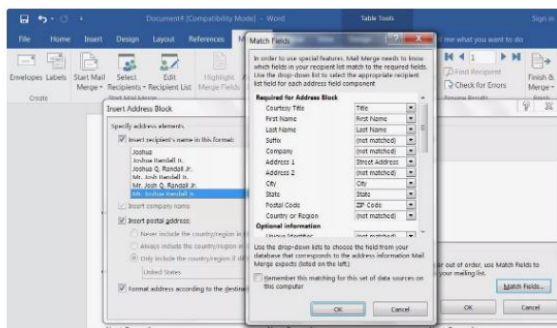 Document4 [Compatibility Mode] - Word
Table Tools
Sign in
File Home Insert Design Layout References M
t me what you want to do
Envelopes Labels Start Mail Merge Select Recipients Edit Recipient List Highlight Merge Fields
Find Recipient
Check for Errors
Finish & Merge
Create
Start Mail Merge
Preview Results
Insert Address Block
Specify address elements
Insert recipient's name in this format:
Joshua
Joshua Randall Jr.
Joshua Q. Randall Jr.
Mr. Josh Randall Jr.
Mr. Josh Q. Randall Jr.
Mr. Joshua Randall Jr.
Insert company name
Insert postal address:
Never include the country/region in
Always include the country/region in
Only include the country/region if di
United States
Format address according to the destina
Match Fields
In order to use special features, Mail Merge needs to know
which fields in your recipient list match to the required fields.
Use the drop-down list to select the appropriate recipient
list field for each address field component
Required for Address Block
Courtesy Title Title
First Name First Name
Last Name Last Name
Suffix (not matched)
Company (not matched)
Address 1 Street Address
Address 2 (not matched)
City City
State State
Postal Code ZIP Code
Country or Region (not matched)
Optional information
Unique Identifier (not matched)
Use the drop-down lists to choose the field from your
database that corresponds to the address information Mail
Merge expects (listed on the left.)
Remember this matching for this set of data sources on
this computer
OK Cancel
er out of order, use Match Fields to
your mailing list.
Match Fields...
OK Cancel